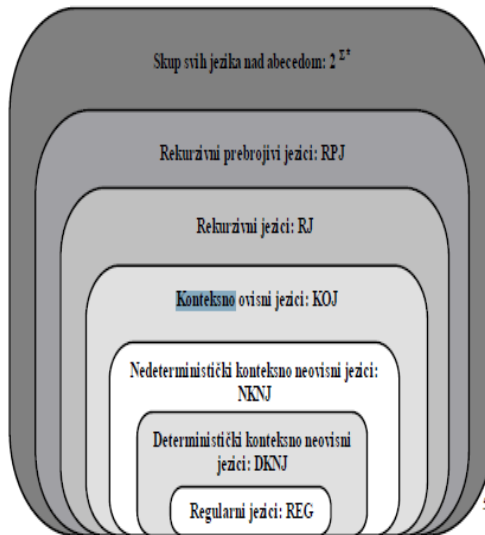 Skup svih jezika nad abecedom: 2 Σ*
Rekurzivni prebrojivi jezici: RPJ
Rekurzivni jezici: RJ
Konteksno ovisni jezici: KOJ
Nedeterministički konteksno neovisni jezici:
NKNJ
Deterministički konteksno neovisni
jezici: DKNJ
Regularni jezici: REG